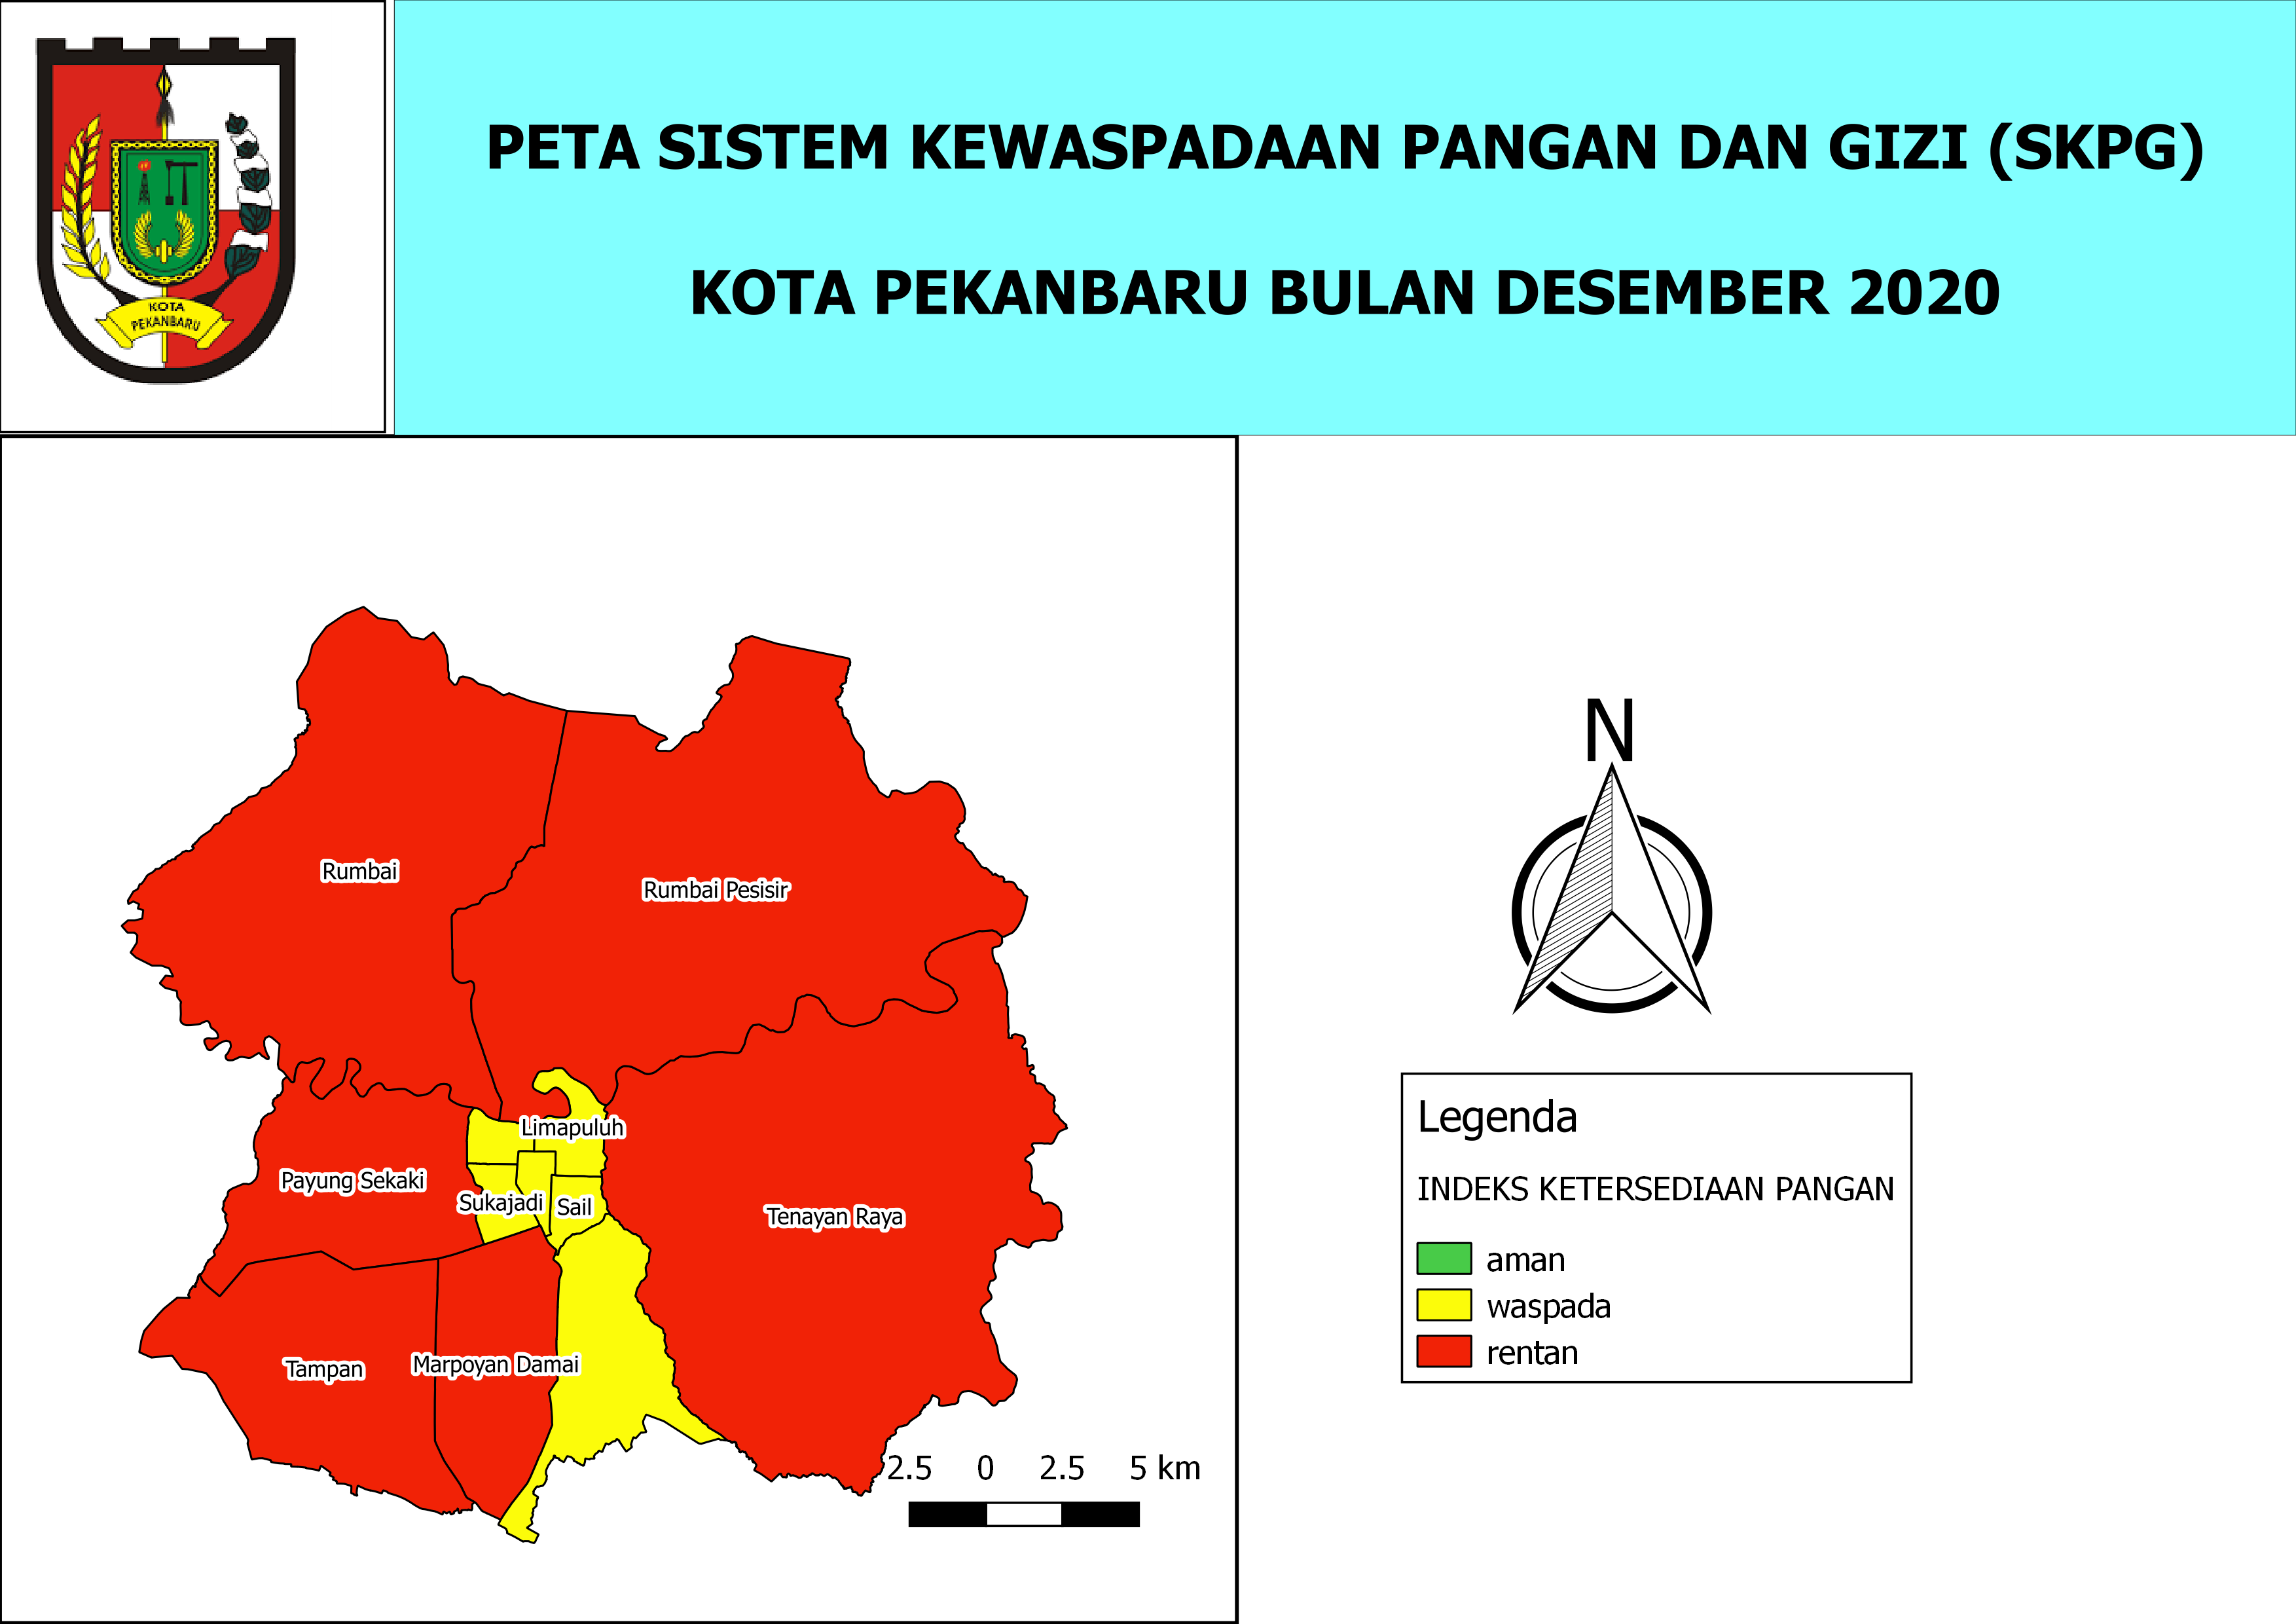 KOTA
PEKANBARU
PETA SISTEM KEWASPADAAN PANGAN DAN GIZI (SKPG)
KOTA PEKANBARU BULAN DESEMBER 2020
Rumbai
Rumbai Pesisir
Limapuluh
Payung Sekaki
Sukajadi
Sail
Tenayan Raya
Tampan
Marpoyan Damai
2.5 0 2.5 5 km
N
Legenda
INDEKS KETERSEDIAAN PANGAN
aman
waspada
rentan